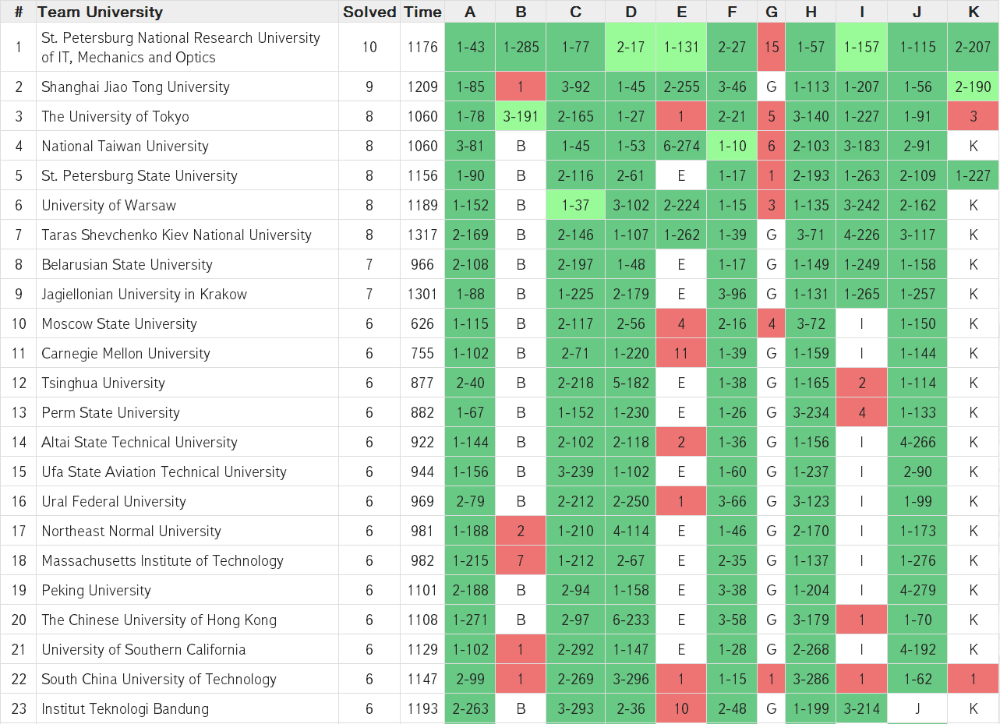 # Team University Solved Time A B C D E F G H I J K
1 St. Petersburg National Research University of IT, Mechanics and Optics 10 1176 1-43 1-285 1-77 2-17 1-131 2-27 15 1-57 1-157 1-115 2-207
2 Shanghai Jiao Tong University 9 1209 1-85 1 3-92 1-45 2-255 3-46 G 1-113 1-207 1-56 2-190
3 The University of Tokyo 8 1060 1-78 3-191 2-165 1-27 1 2-21 5 3-140 1-227 1-91 3
4 National Taiwan University 8 1060 3-81 B 1-45 1-53 6-274 1-10 6 2-103 3-183 2-91 K
5 St. Petersburg State University 8 1156 1-90 B 2-116 2-61 E 1-17 1 2-193 1-263 2-109 1-227
6 University of Warsaw 8 1189 1-152 B 1-37 3-102 2-224 1-15 3 1-135 3-242 2-162 K
7 Taras Shevchenko Kiev National University 8 1317 2-169 B 2-146 1-107 1-262 1-39 G 3-71 4-226 3-117 K
8 Belarusian State University 7 966 2-108 B 2-197 1-48 E 1-17 G 1-149 1-249 1-158 K
9 Jagiellonian University in Krakow 7 1301 1-88 B 1-225 2-179 E 3-96 G 1-131 1-265 1-257 K
10 Moscow State University 6 626 1-115 B 2-117 2-56 4 2-16 4 3-72 I 1-150 K
11 Carnegie Mellon University 6 755 1-102 B 2-71 1-220 11 1-39 G 1-159 I 1-144 K
12 Tsinghua University 6 877 2-40 B 2-218 5-182 E 1-38 G 1-165 2 1-114 K
13 Perm State University 6 882 1-67 B 1-152 1-230 E 1-26 G 3-234 4 1-133 K
14 Altai State Technical University 6 922 1-144 B 2-102 2-118 2 1-36 G 1-156 I 4-266 K
15 Ufa State Aviation Technical University 6 944 1-156 B 3-239 1-102 E 1-60 G 1-237 I 2-90 K
16 Ural Federal University 6 969 2-79 B 2-212 2-250 1 3-66 G 3-123 I 1-99 K
17 Northeast Normal University 6 981 1-188 2 1-210 4-114 E 1-46 G 2-170 I 1-173 K
18 Massachusetts Institute of Technology 6 982 1-215 7 1-212 2-67 E 2-35 G 1-137 I 1-276 K
19 Peking University 6 1101 2-188 B 2-94 1-158 E 3-38 G 1-204 I 4-279 K
20 The Chinese University of Hong Kong 6 1108 1-271 B 2-97 6-233 E 3-58 G 3-179 1 1-70 K
21 University of Southern California 6 1129 1-102 1 2-292 1-147 E 1-28 G 2-268 I 4-192 K
22 South China University of Technology 6 1147 2-99 1 2-269 3-296 1 1-15 1 3-286 1 1-62 1
23 Institut Teknologi Bandung 6 1193 2-263 B 3-293 2-36 10 2-48 G 1-199 3-214 J K